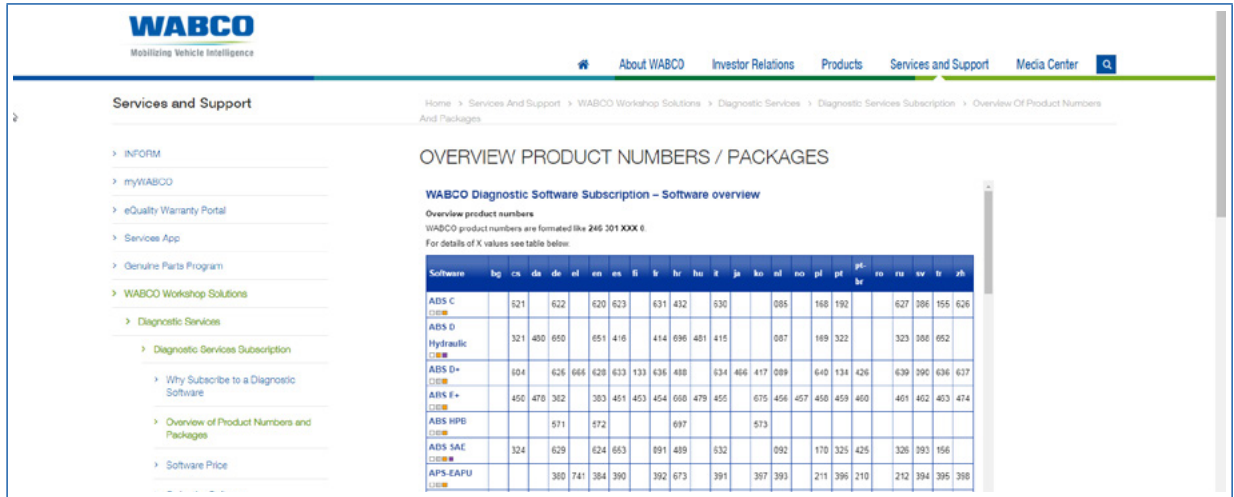 WABCO
Mobilizing Vehicle Intelligence
About WABCO Investor Relations Products Services and Support Media Center
Services and Support
Home > Services And Support > WABCO Workshop Solutions > Diagnostic Services > Diagnostic Services Subscription > Overview Of Product Numbers
And Packages
> INFORM
> myWABCO
> eQuality Warranty Portal
> Services App
> Genuine Parts Program
> WABCO Workshop Solutions
> Diagnostic Services
> Diagnostic Services Subscription
> Why Subscribe to a Diagnostic
Software
> Overview of Product Numbers and
Packages
> Software Price
OVERVIEW PRODUCT NUMBERS / PACKAGES
WABCO Diagnostic Software Subscription – Software overview
Overview product numbers
WABCO product numbers are formated like 246 301 XXX 0.
For details of X values see table below:
Software bg cs da de el en es fi fr hr hu it ja ko nl no pl pt pt-br ro ru sv tr zh
ABS C 621 622 620 623 631 432 630 085 168 192 627 086 155 626
ABS D
Hydraulic 321 480 650 651 416 414 696 481 415 087 169 322 323 088 652
ABS D+ 604 625 666 628 633 133 635 488 634 466 417 089 640 134 426 639 090 636 637
ABS E+ 450 478 382 383 451 453 454 668 479 455 675 456 457 458 459 460 461 462 463 474
ABS HPB 571 572 697 573
ABS SAE 324 629 624 653 091 489 632 092 170 325 425 326 093 156
APS-EAPU 380 741 384 390 392 673 391 397 393 211 396 210 212 394 395 398